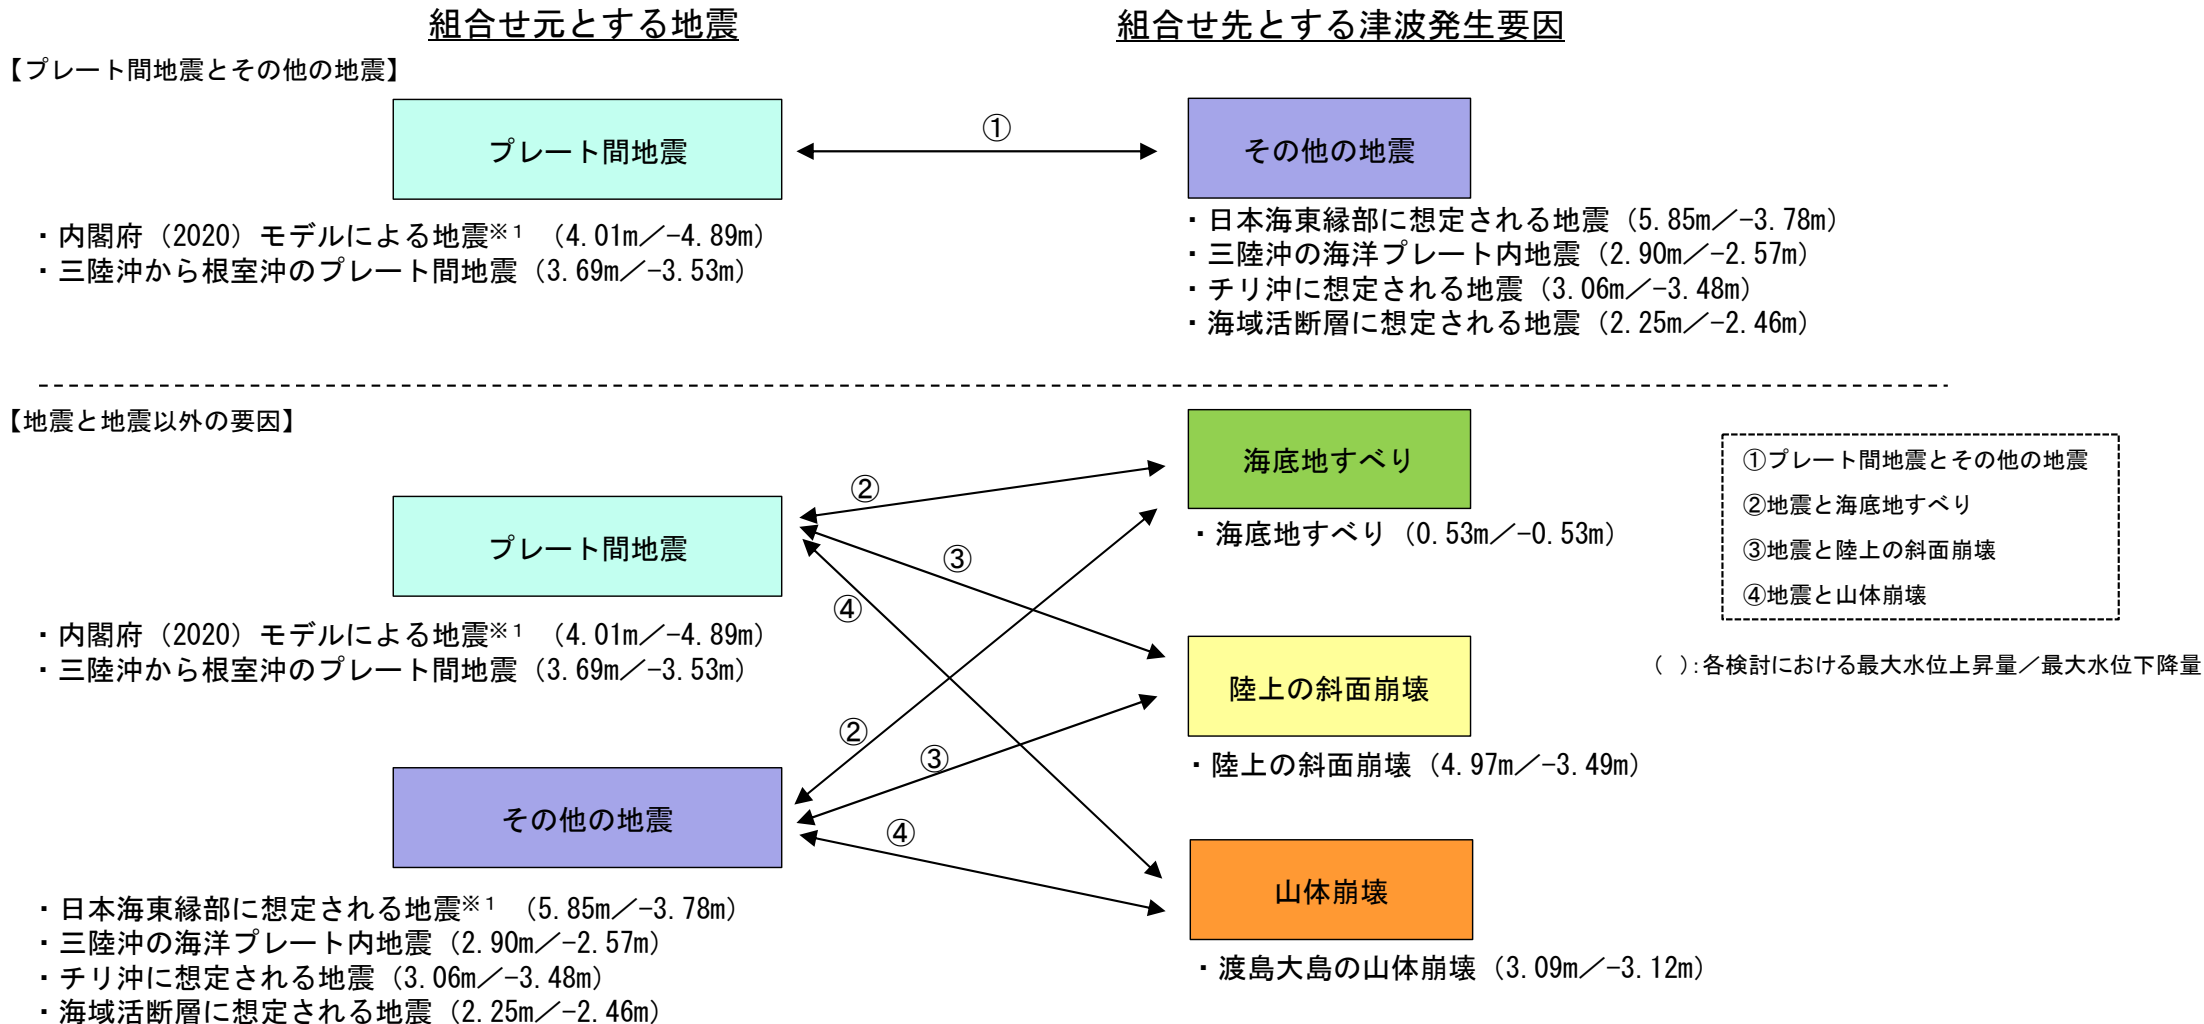 組合せ元とする地震
組合せ先とする津波発生要因
【プレート間地震とその他の地震】
プレート間地震
①
その他の地震
・内閣府（2020）モデルによる地震※1 （4.01m／-4.89m）
・三陸沖から根室沖のプレート間地震（3.69m／-3.53m）
・日本海東縁部に想定される地震（5.85m／-3.78m）
・三陸沖の海洋プレート内地震（2.90m／-2.57m）
・チリ沖に想定される地震（3.06m／-3.48m）
・海域活断層に想定される地震（2.25m／-2.46m）
【地震と地震以外の要因】
プレート間地震
・内閣府（2020）モデルによる地震※1 （4.01m／-4.89m）
・三陸沖から根室沖のプレート間地震（3.69m／-3.53m）
その他の地震
・日本海東縁部に想定される地震※1 （5.85m／-3.78m）
・三陸沖の海洋プレート内地震（2.90m／-2.57m）
・チリ沖に想定される地震（3.06m／-3.48m）
・海域活断層に想定される地震（2.25m／-2.46m）
②
③
④
②
③
④
海底地すべり
・海底地すべり（0.53m／-0.53m）
陸上の斜面崩壊
・陸上の斜面崩壊（4.97m／-3.49m）
山体崩壊
・渡島大島の山体崩壊（3.09m／-3.12m）
①プレート間地震とその他の地震
②地震と海底地すべり
③地震と陸上の斜面崩壊
④地震と山体崩壊
（ ）：各検討における最大水位上昇量／最大水位下降量